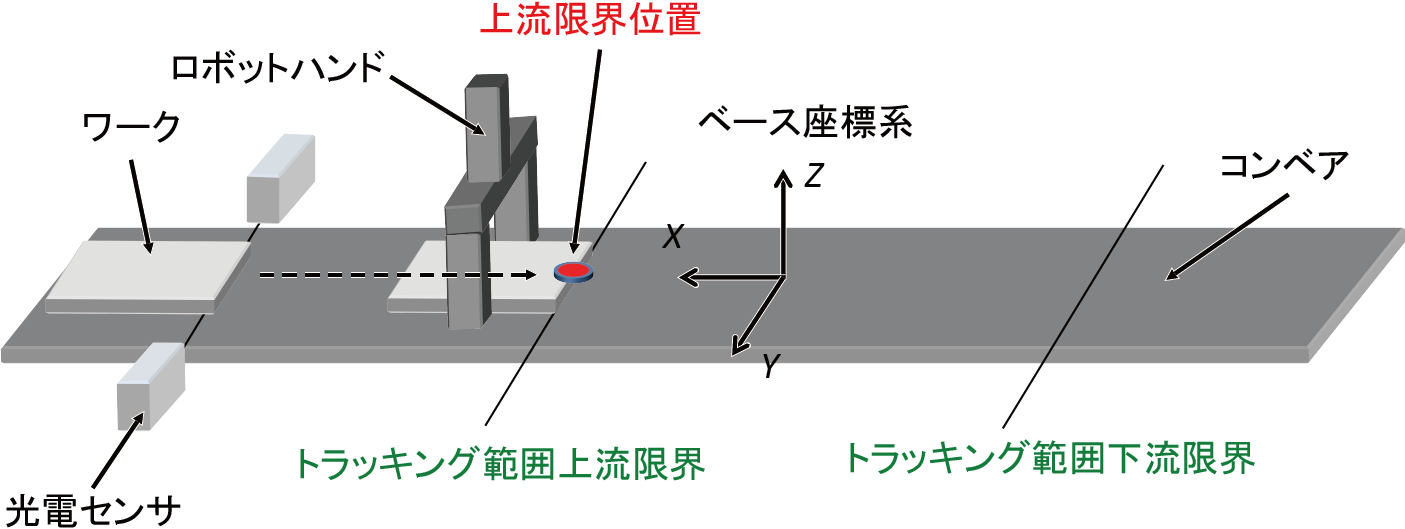 上流限界位置
ロボットハンド
ワーク
ベース座標系
Z
コンベア
X
Y
トラッキング範囲上流限界
トラッキング範囲下流限界
光電センサ